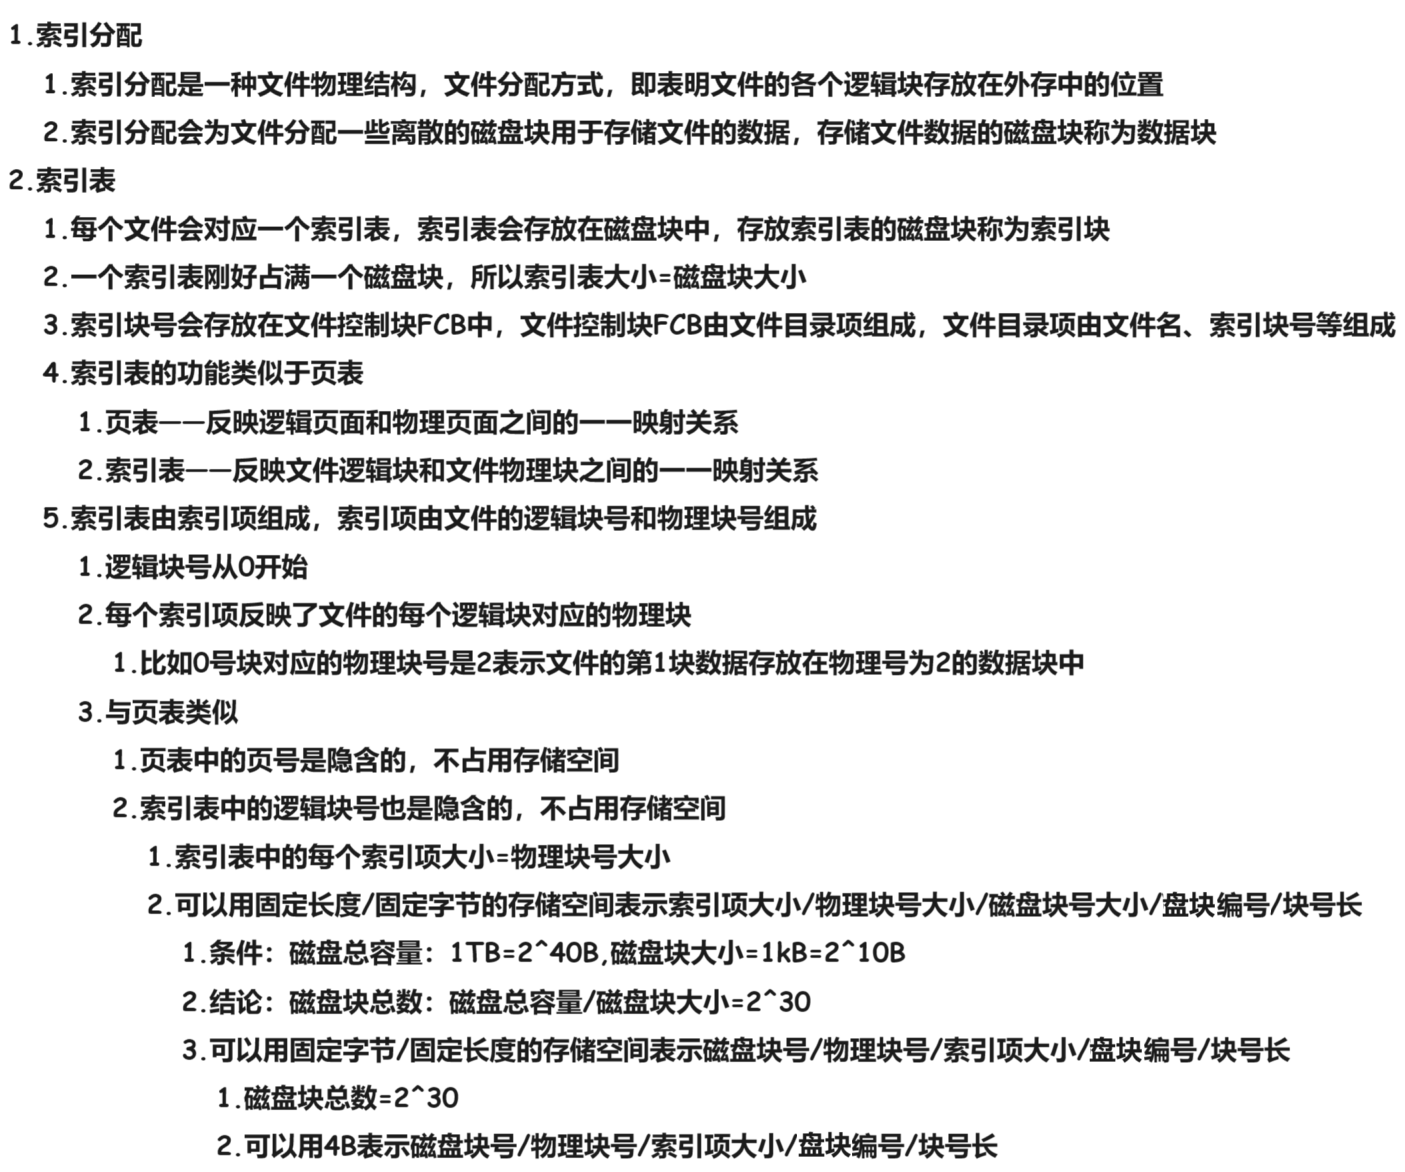 1.索引分配
1.索引分配是一种文件物理结构，文件分配方式，即表明文件的各个逻辑块存放在外存中的位置
2.索引分配会为文件分配一些离散的磁盘块用于存储文件的数据，存储文件数据的磁盘块称为数据块
2.索引表
1.每个文件会对应一个索引表，索引表会存放在磁盘块中，存放索引表的磁盘块称为索引块
2.一个索引表刚好占满一个磁盘块，所以索引表大小=磁盘块大小
3.索引块号会存放在文件控制块FCB中，文件控制块FCB由文件目录项组成，文件目录项由文件名、索引块号等组成
4.索引表的功能类似于页表
1.页表——反映逻辑页面和物理页面之间的一一映射关系
2.索引表——反映文件逻辑块和文件物理块之间的一一映射关系
5.索引表由索引项组成，索引项由文件的逻辑块号和物理块号组成
1.逻辑块号从0开始
2.每个索引项反映了文件的每个逻辑块对应的物理块
1.比如0号块对应的物理块号是2表示文件的第1块数据存放在物理号为2的数据块中
3.与页表类似
1.页表中的页号是隐含的，不占用存储空间
2.索引表中的逻辑块号也是隐含的，不占用存储空间
1.索引表中的每个索引项大小=物理块号大小
2.可以用固定长度/固定字节的存储空间表示索引项大小/物理块号大小/磁盘块号大小/盘块编号/块号长
1.条件：磁盘总容量：1TB=2^40B,磁盘块大小=1kB=2^10B
2.结论：磁盘块总数：磁盘总容量/磁盘块大小=2^30
3.可以用固定字节/固定长度的存储空间表示磁盘块号/物理块号/索引项大小/盘块编号/块号长
1.磁盘块总数=2^30
2.可以用4B表示磁盘块号/物理块号/索引项大小/盘块编号/块号长